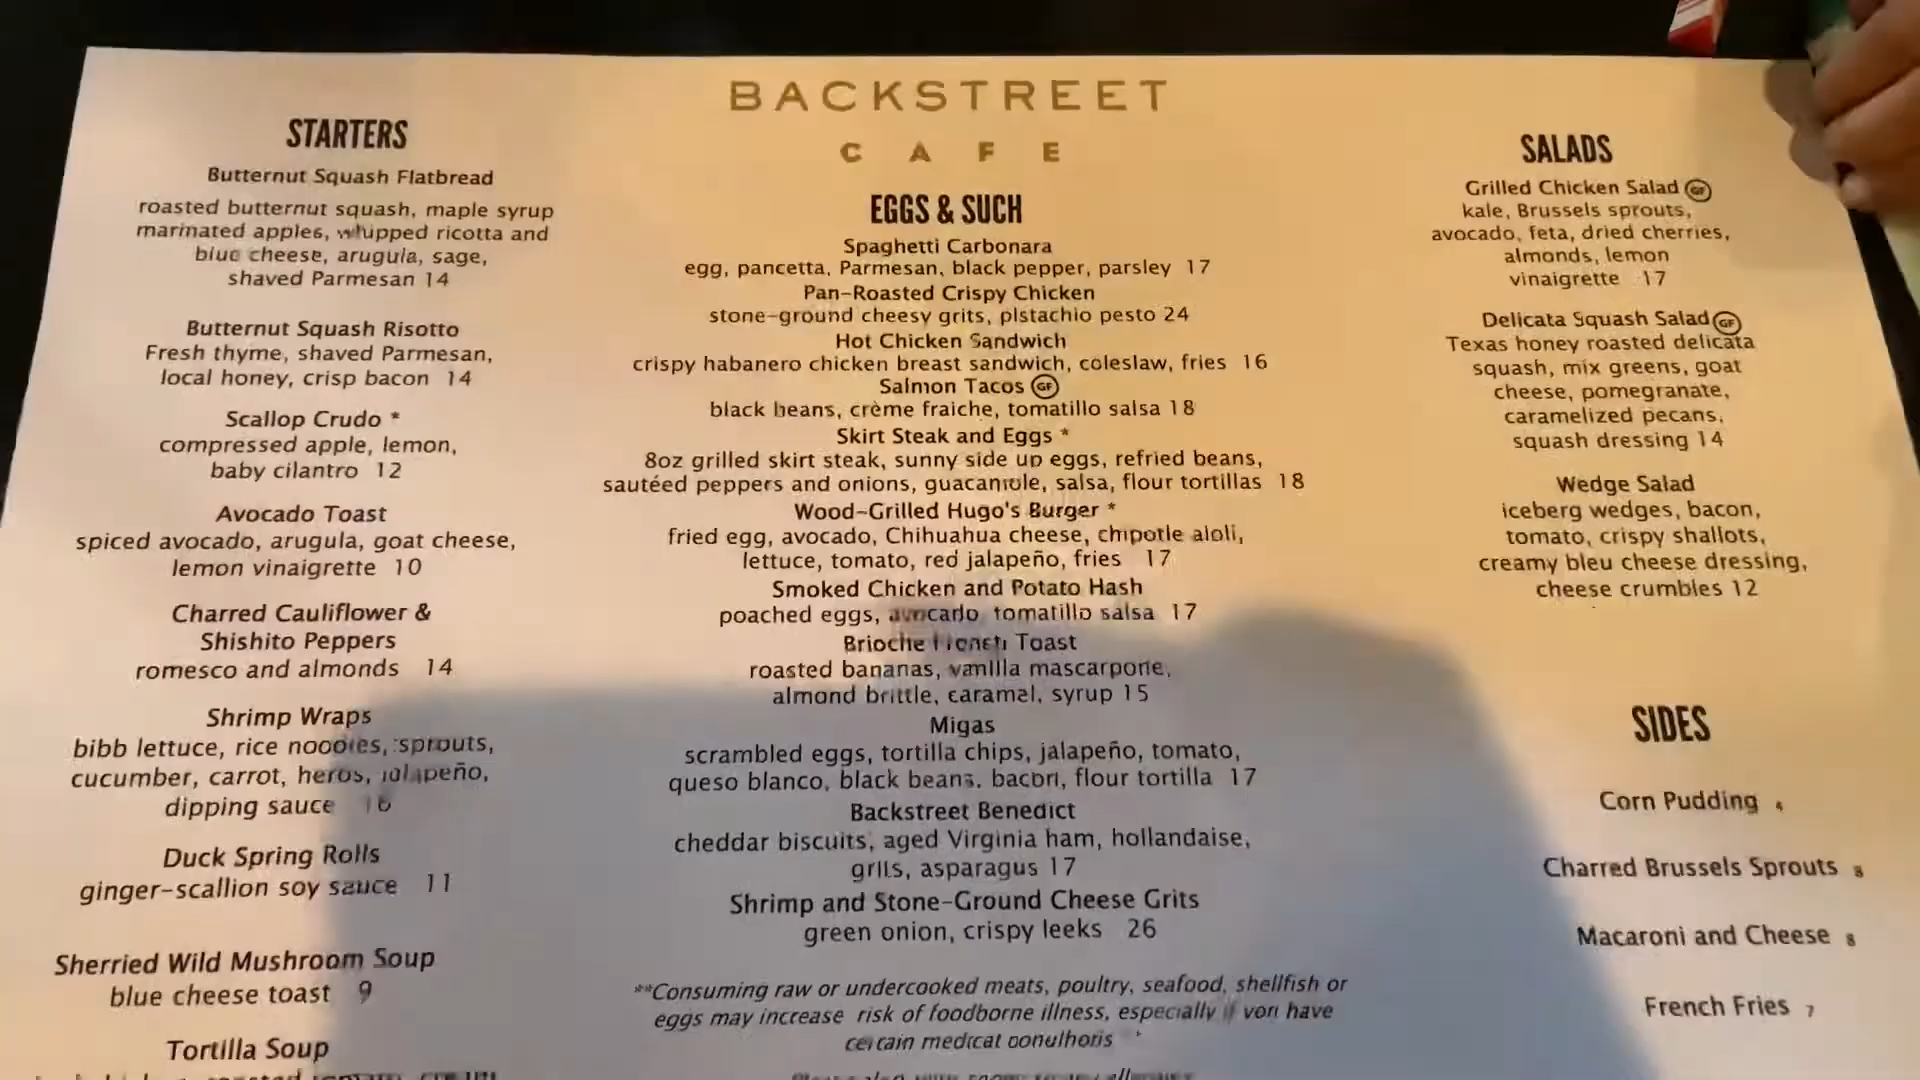 BACKSTREET
CAFE
STARTERS
Butternut Squash Flatbread
roasted butternut squash, maple syrup
marinated apples, whipped ricotta and
blue cheese, arugula, sage,
shaved Parmesan 14
Butternut Squash Risotto
Fresh thyme, shaved Parmesan,
local honey, crisp bacon 14
Scallop Crudo *
compressed apple, lemon,
baby cilantro 12
Avocado Toast
spiced avocado, arugula, goat cheese,
lemon vinaigrette 10
Charred Cauliflower &
Shishito Peppers
romesco and almonds 14
Shrimp Wraps
bibb lettuce, rice noodles, sprouts,
cucumber, carrot, jalapeño,
dipping sauce 16
Duck Spring Rolls
ginger-scallion soy sauce 11
Sherried Wild Mushroom Soup
blue cheese toast 9
Tortilla Soup
EGGS & SUCH
Spaghetti Carbonara
egg, pancetta, Parmesan, black pepper, parsley 17
Pan-Roasted Crispy Chicken
stone-ground cheesy grits, pistachio pesto 24
Hot Chicken Sandwich
crispy habanero chicken breast sandwich, coleslaw, fries 16
Salmon Tacos GF
black beans, crème fraiche, tomatillo salsa 18
Skirt Steak and Eggs *
8oz grilled skirt steak, sunny side up eggs, refried beans,
sautéed peppers and onions, guacamole, salsa, flour tortillas 18
Wood-Grilled Hugo's Burger *
fried egg, avocado, Chihuahua cheese, chipotle aioli,
lettuce, tomato, red jalapeño, fries 17
Smoked Chicken and Potato Hash
poached eggs, avocado tomatillo salsa 17
Brioche French Toast
roasted bananas, vanilla mascarpone,
almond brittle, caramel, syrup 15
Migas
scrambled eggs, tortilla chips, jalapeño, tomato,
queso blanco, black beans, bacon, flour tortilla 17
Backstreet Benedict
cheddar biscuits, aged Virginia ham, hollandaise,
grits, asparagus 17
Shrimp and Stone-Ground Cheese Grits
green onion, crispy leeks 26
**Consuming raw or undercooked meats, poultry, seafood, shellfish or
eggs may increase risk of foodborne illness, especially if you have
certain medical
SALADS
Grilled Chicken Salad GF
kale, Brussels sprouts,
avocado, feta, dried cherries,
almonds, lemon
vinaigrette 17
Delicata Squash Salad GF
Texas honey roasted delicata
squash, mix greens, goat
cheese, pomegranate,
caramelized pecans,
squash dressing 14
Wedge Salad
iceberg wedges, bacon,
tomato, crispy shallots,
creamy bleu cheese dressing,
cheese crumbles 12
SIDES
Corn Pudding
Charred Brussels Sprouts 8
Macaroni and Cheese 8
French Fries 7